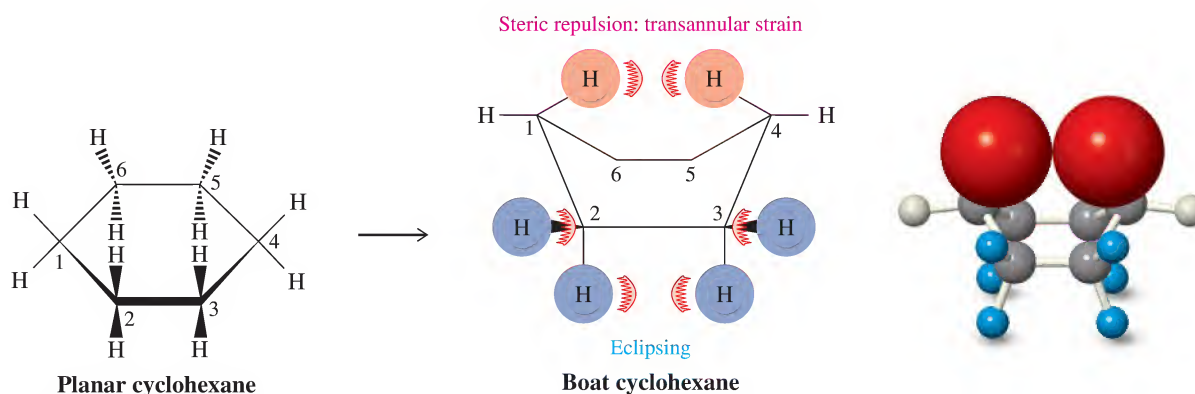 Steric repulsion: transannular strain
H H
H H
1 4
H H
6 5
H H
6 5
H H
H H
1 4
H H
2 3
H H
2 3
H H
H H
Eclipsing
Planar cyclohexane
Boat cyclohexane